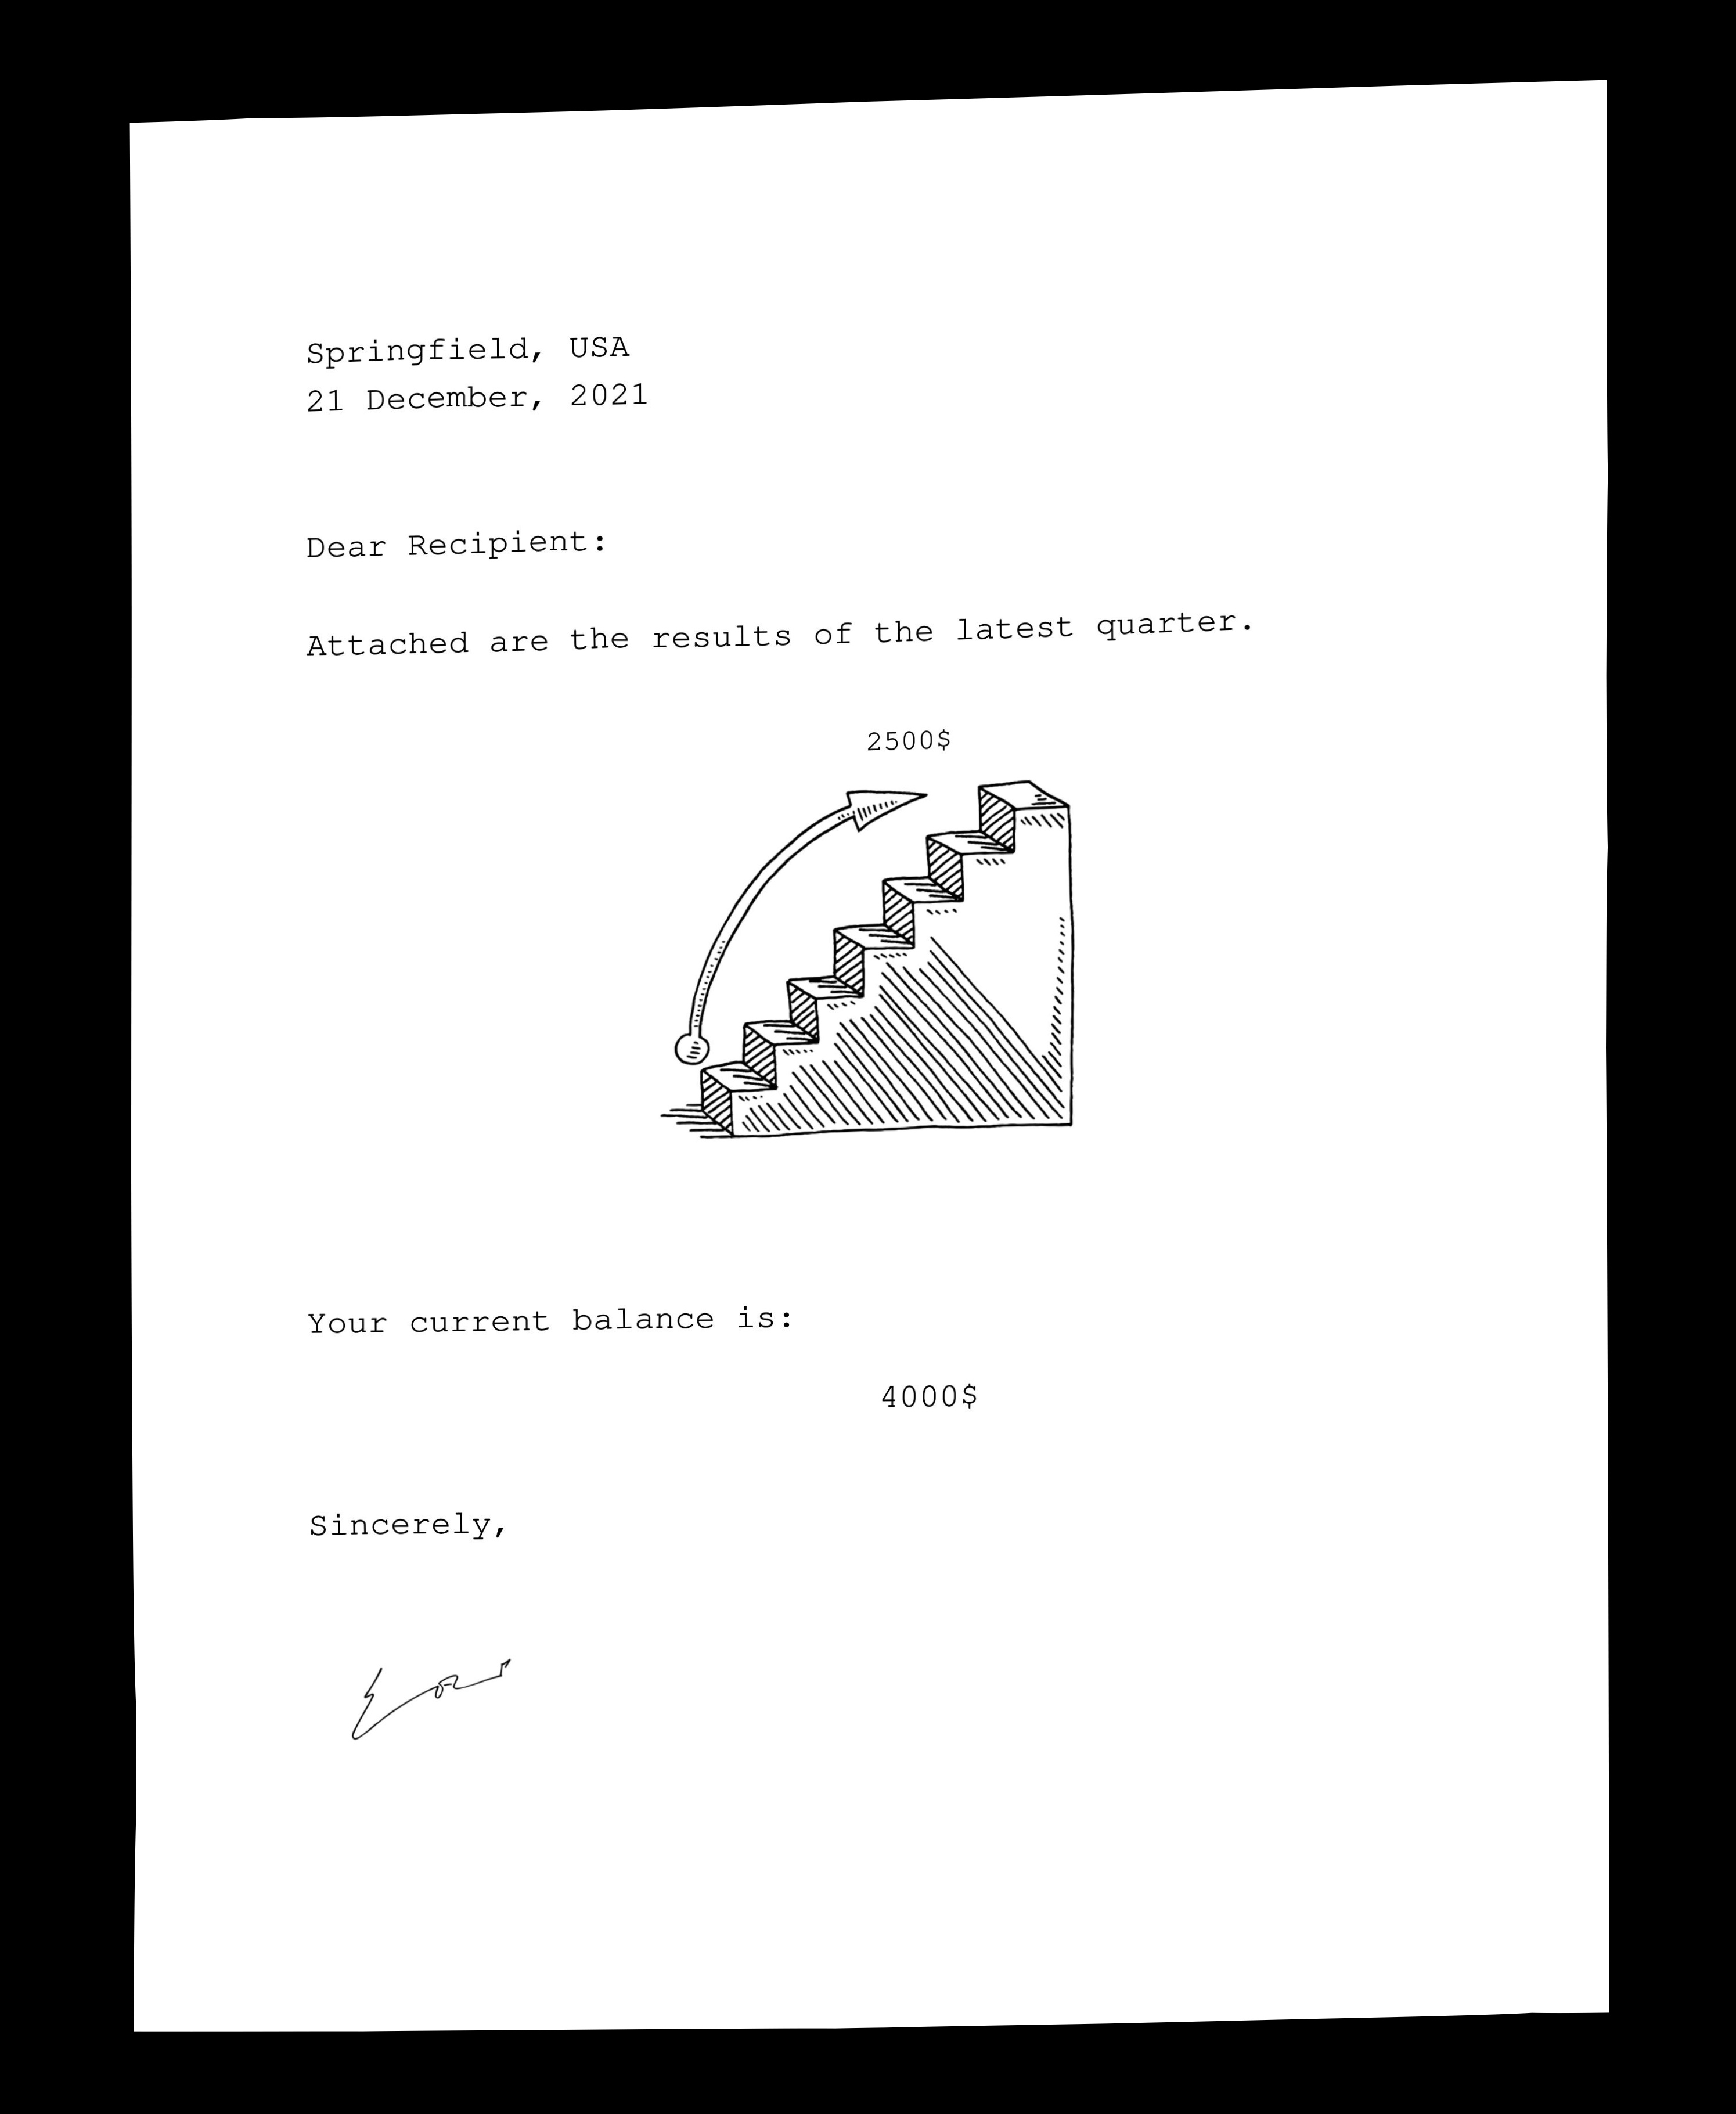 Springfield, USA
21 December, 2021
Dear Recipient:
Attached are the results of the latest quarter.
2500$
Your current balance is:
4000$
Sincerely,